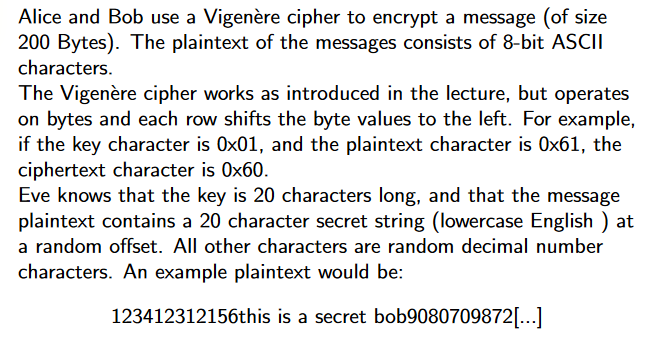 Alice and Bob use a Vigenère cipher to encrypt a message (of size
200 Bytes). The plaintext of the messages consists of 8-bit ASCII
characters.
The Vigenère cipher works as introduced in the lecture, but operates
on bytes and each row shifts the byte values to the left. For example,
if the key character is 0x01, and the plaintext character is 0x61, the
ciphertext character is 0x60.
Eve knows that the key is 20 characters long, and that the message
plaintext contains a 20 character secret string (lowercase English ) at
a random offset. All other characters are random decimal number
characters. An example plaintext would be:
123412312156this is a secret bob9080709872[...]